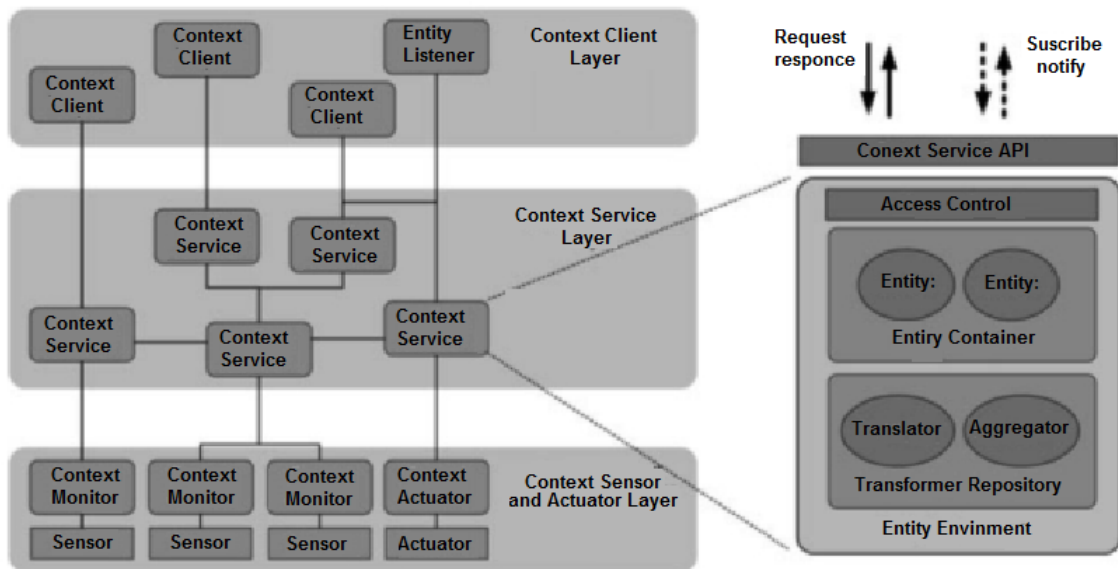 Context
Client
Context
Client
Context
Client
Entity
Listener
Context Client
Layer
Context
Service
Context
Service
Context Service
Layer
Context
Service
Context
Service
Context
Service
Context
Monitor
Context
Monitor
Context
Monitor
Context
Actuator
Context Sensor
and Actuator Layer
Sensor
Sensor
Sensor
Actuator
Request
responce
Suscribe
notify
Conext Service API
Access Control
Entity:
Entity:
Entiry Container
Translator
Aggregator
Transformer Repository
Entity Envinment